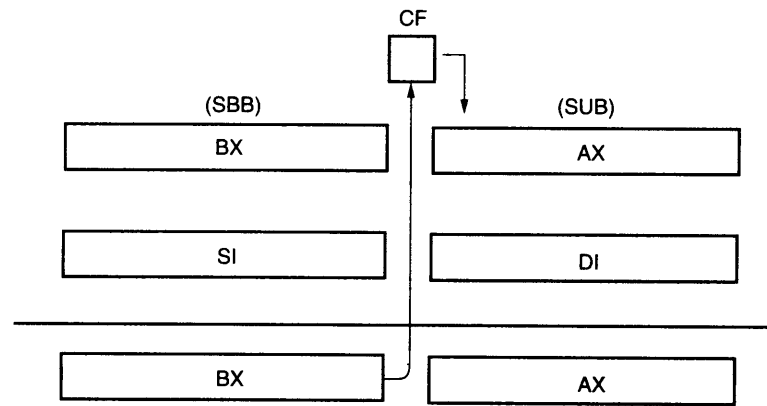 CF
(SBB) (SUB)
BX AX
SI DI
BX AX